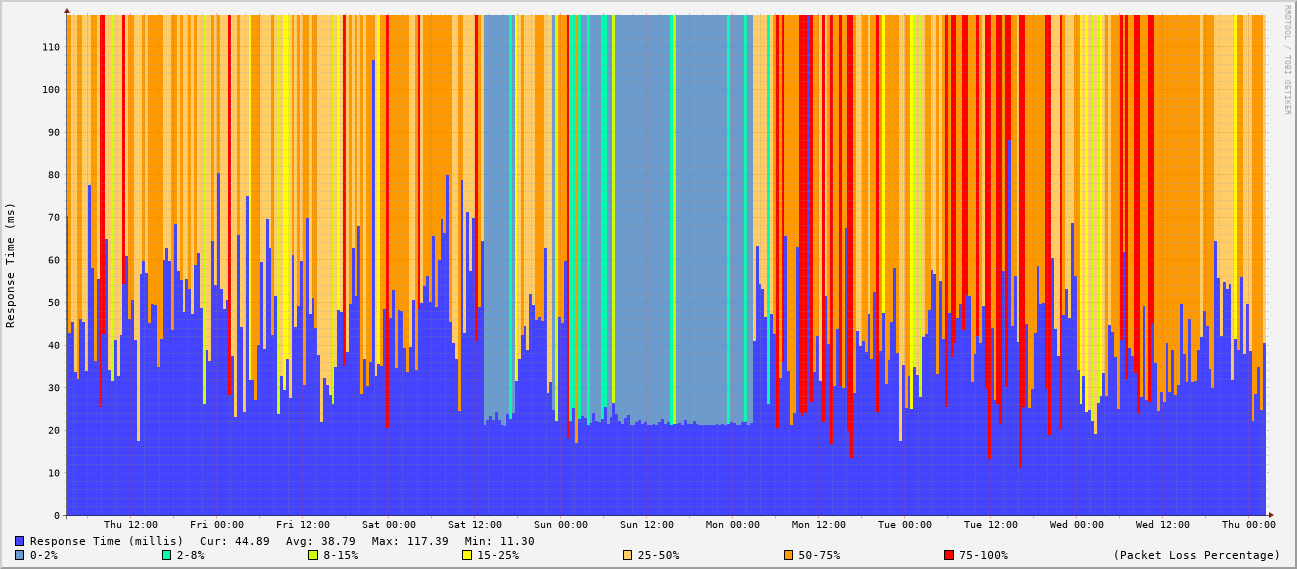 RRDTOOL / TOBI OETIKER
Response Time (ms)
110
100
90
80
70
60
50
40
30
20
10
0
Thu 12:00 Fri 00:00 Fri 12:00 Sat 00:00 Sat 12:00 Sun 00:00 Sun 12:00 Mon 00:00 Mon 12:00 Tue 00:00 Tue 12:00 Wed 00:00 Wed 12:00 Thu 00:00
Response Time (millis) Cur: 44.89 Avg: 38.79 Max: 117.39 Min: 11.30
0-2% 2-8% 8-15% 15-25% 25-50% 50-75% 75-100% (Packet Loss Percentage)